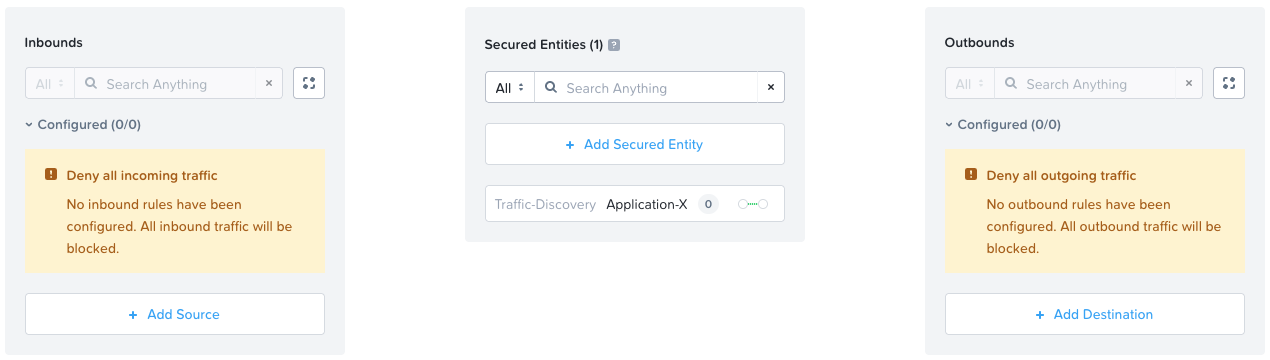 Inbounds
All Search Anything ×
Configured (0/0)
Deny all incoming traffic
No inbound rules have been
configured. All inbound traffic will be
blocked.
+ Add Source
Secured Entities (1) ?
All Search Anything ×
+ Add Secured Entity
Traffic-Discovery Application-X 0
Outbounds
All Search Anything ×
Configured (0/0)
Deny all outgoing traffic
No outbound rules have been
configured. All outbound traffic will be
blocked.
+ Add Destination